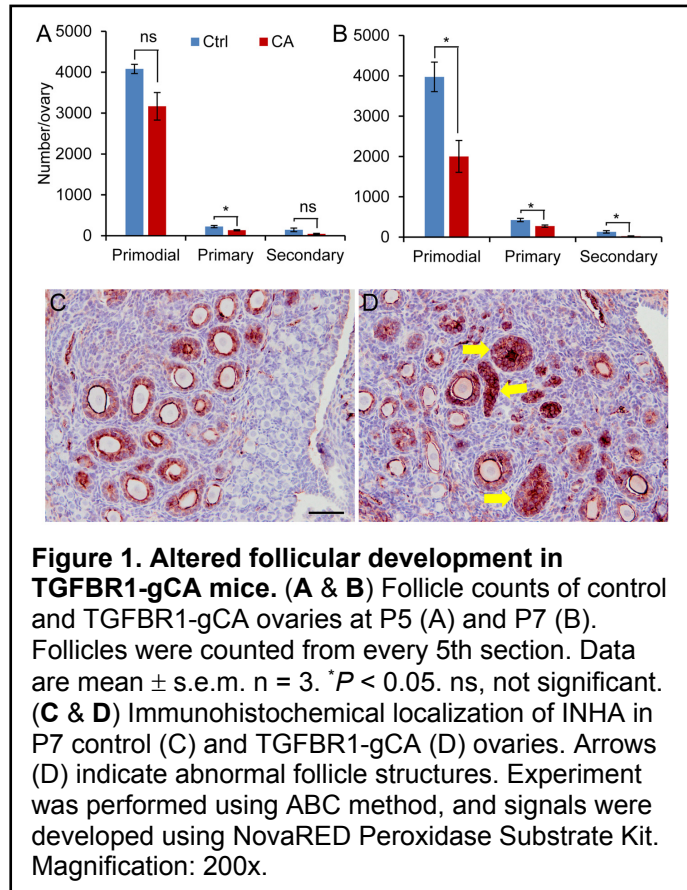 A
B
ns
Ctrl
CA
*
5000
4000
3000
2000
1000
0
Number/ovary
*
ns
Primodial
Primary
Secondary
5000
4000
3000
2000
1000
0
*
*
*
Primodial
Primary
Secondary
C
D
Figure 1. Altered follicular development in
TGFBR1-gCA mice. (A & B) Follicle counts of control
and TGFBR1-gCA ovaries at P5 (A) and P7 (B).
Follicles were counted from every 5th section. Data
are mean ± s.e.m. n = 3. *P < 0.05. ns, not significant.
(C & D) Immunohistochemical localization of INHA in
P7 control (C) and TGFBR1-gCA (D) ovaries. Arrows
(D) indicate abnormal follicle structures. Experiment
was performed using ABC method, and signals were
developed using NovaRED Peroxidase Substrate Kit.
Magnification: 200x.